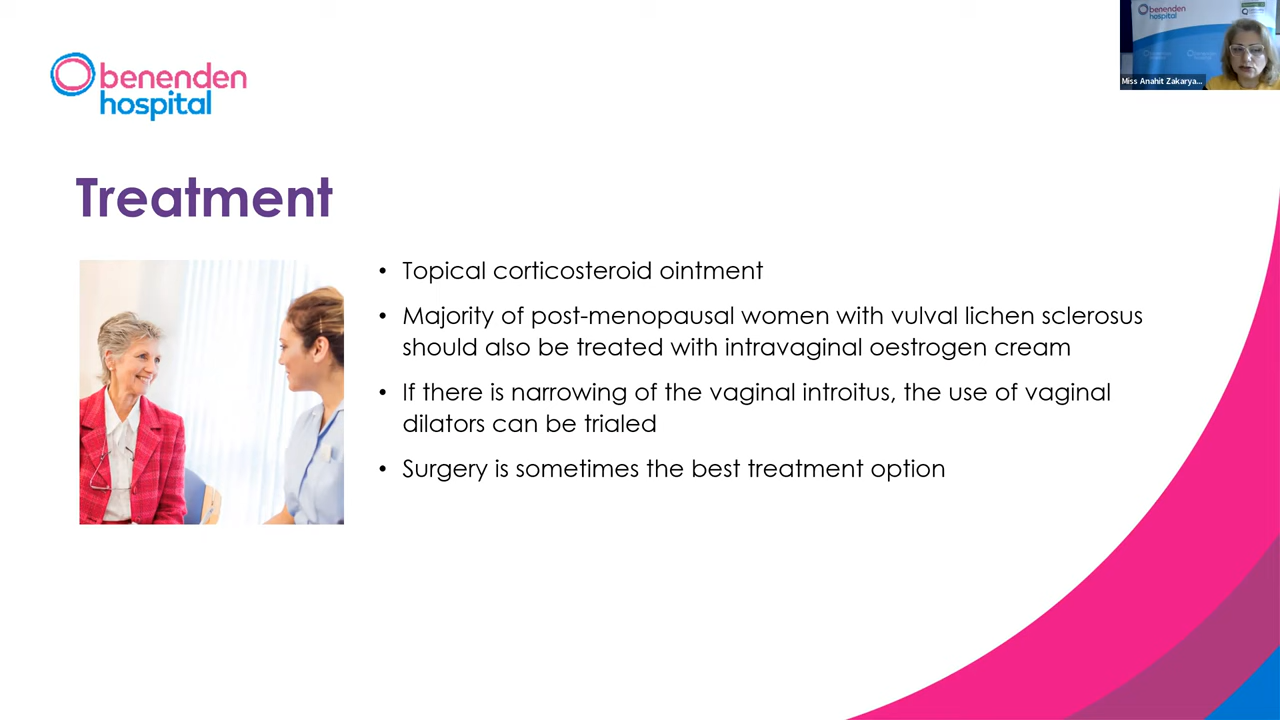 benenden
hospital
benenden
hospital
Miss Anahit Zakarya...
Treatment
• Topical corticosteroid ointment
• Majority of post-menopausal women with vulval lichen sclerosus
should also be treated with intravaginal oestrogen cream
• If there is narrowing of the vaginal introitus, the use of vaginal
dilators can be trialed
• Surgery is sometimes the best treatment option